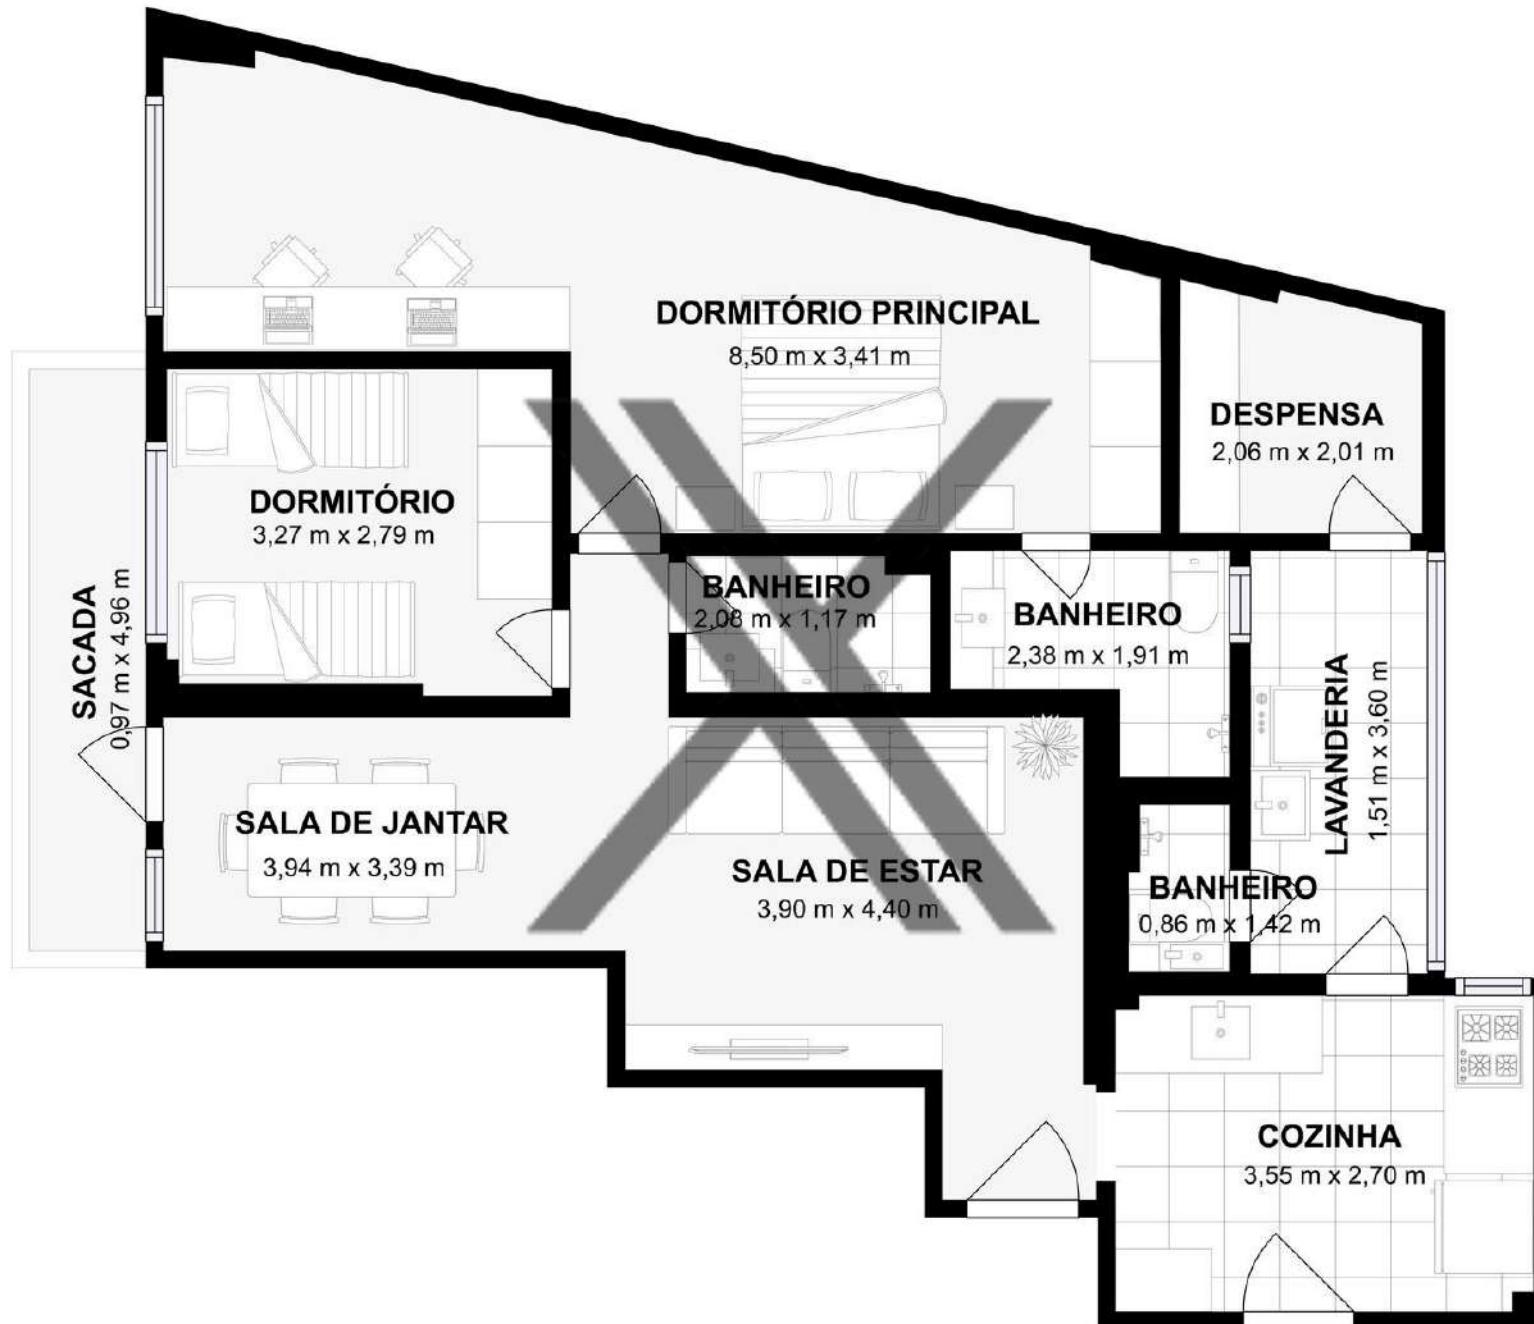 DORMITÓRIO PRINCIPAL
8,50 m x 3,41 m
DESPENSA
2,06 m x 2,01 m
DORMITÓRIO
3,27 m x 2,79 m
SACADA
0,97 m x 4,96 m
BANHEIRO
2,08 m x 1,17 m
BANHEIRO
2,38 m x 1,91 m
LAVANDERIA
1,51 m x 3,60 m
SALA DE JANTAR
3,94 m x 3,39 m
SALA DE ESTAR
3,90 m x 4,40 m
BANHEIRO
0,86 m x 1,42 m
COZINHA
3,55 m x 2,70 m